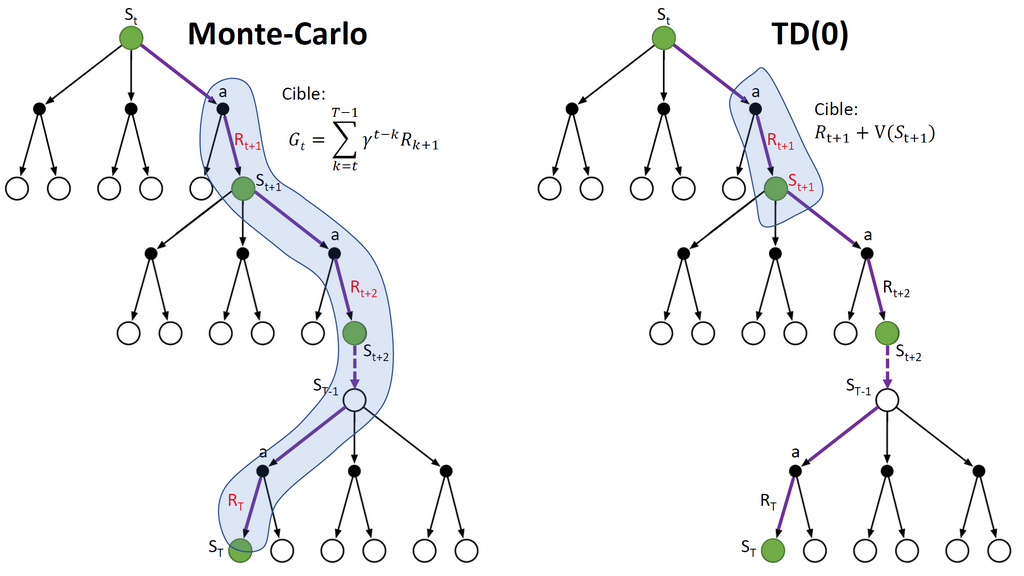 Monte-Carlo
S_t
a
Cible:
G_t = \sum_{k=t}^{T-1} γ^{t-k} R_{k+1}
R_{t+1}
S_{t+1}
a
R_{t+2}
S_{t+2}
S_{T-1}
a
R_T
S_T
TD(0)
S_t
a
Cible:
R_{t+1} + V(S_{t+1})
R_{t+1}
S_{t+1}
a
R_{t+2}
S_{t+2}
S_{T-1}
a
R_T
S_T